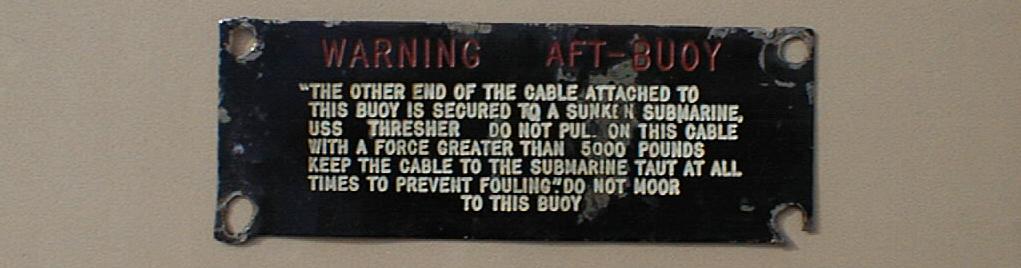 WARNING AFT-BUOY
"THE OTHER END OF THE CABLE ATTACHED TO
THIS BUOY IS SECURED TO A SUNKEN SUBMARINE,
USS THRESHER DO NOT PULL ON THIS CABLE
WITH A FORCE GREATER THAN 5000 POUNDS
KEEP THE CABLE TO THE SUBMARINE TAUT AT ALL
TIMES TO PREVENT FOULING". DO NOT MOOR
TO THIS BUOY